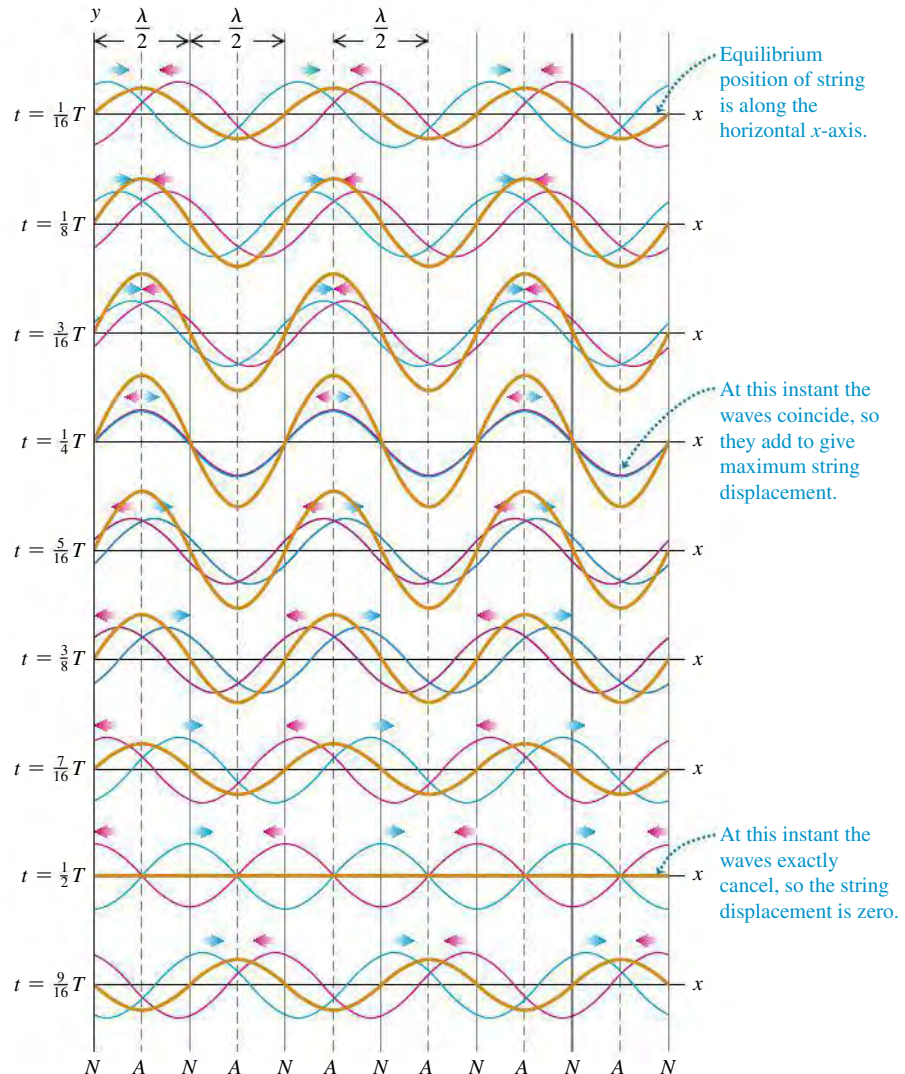 y
λ/2 λ/2 λ/2
t = 1/16 T x
Equilibrium
position of string
is along the
horizontal x-axis.
t = 1/8 T x
t = 3/16 T x
t = 1/4 T x
At this instant the
waves coincide, so
they add to give
maximum string
displacement.
t = 5/16 T x
t = 3/8 T x
t = 7/16 T x
t = 1/2 T x
At this instant the
waves exactly
cancel, so the string
displacement is zero.
t = 9/16 T x
N A N A N A N A N A N A N